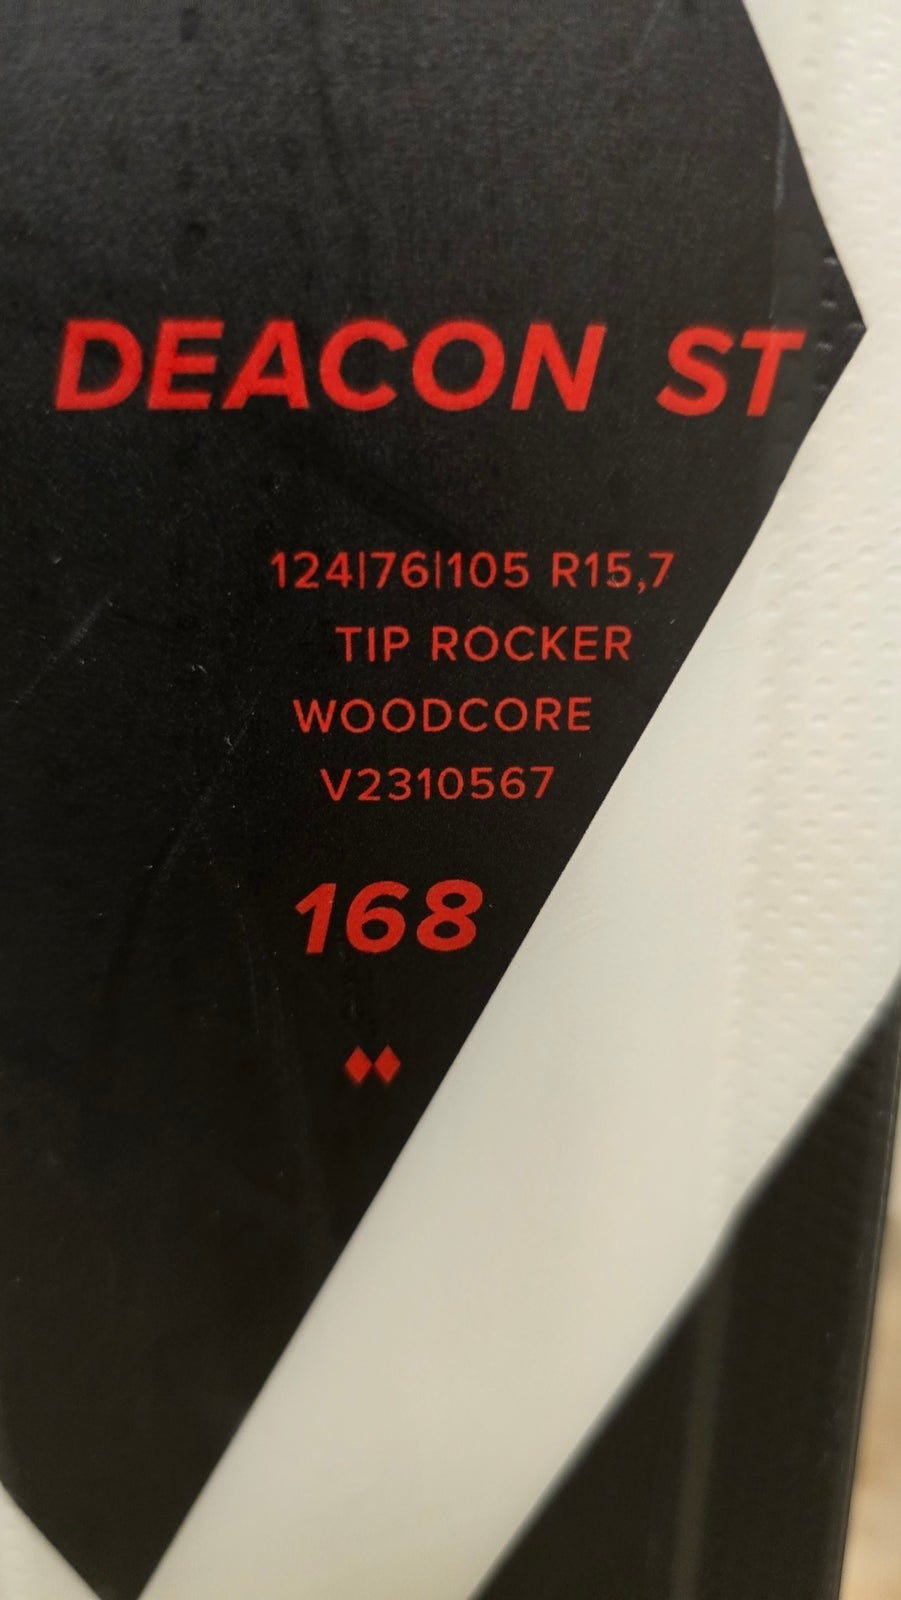 DEACON ST
124|76|105 R15,7
TIP ROCKER
WOODCORE
V2310567
168